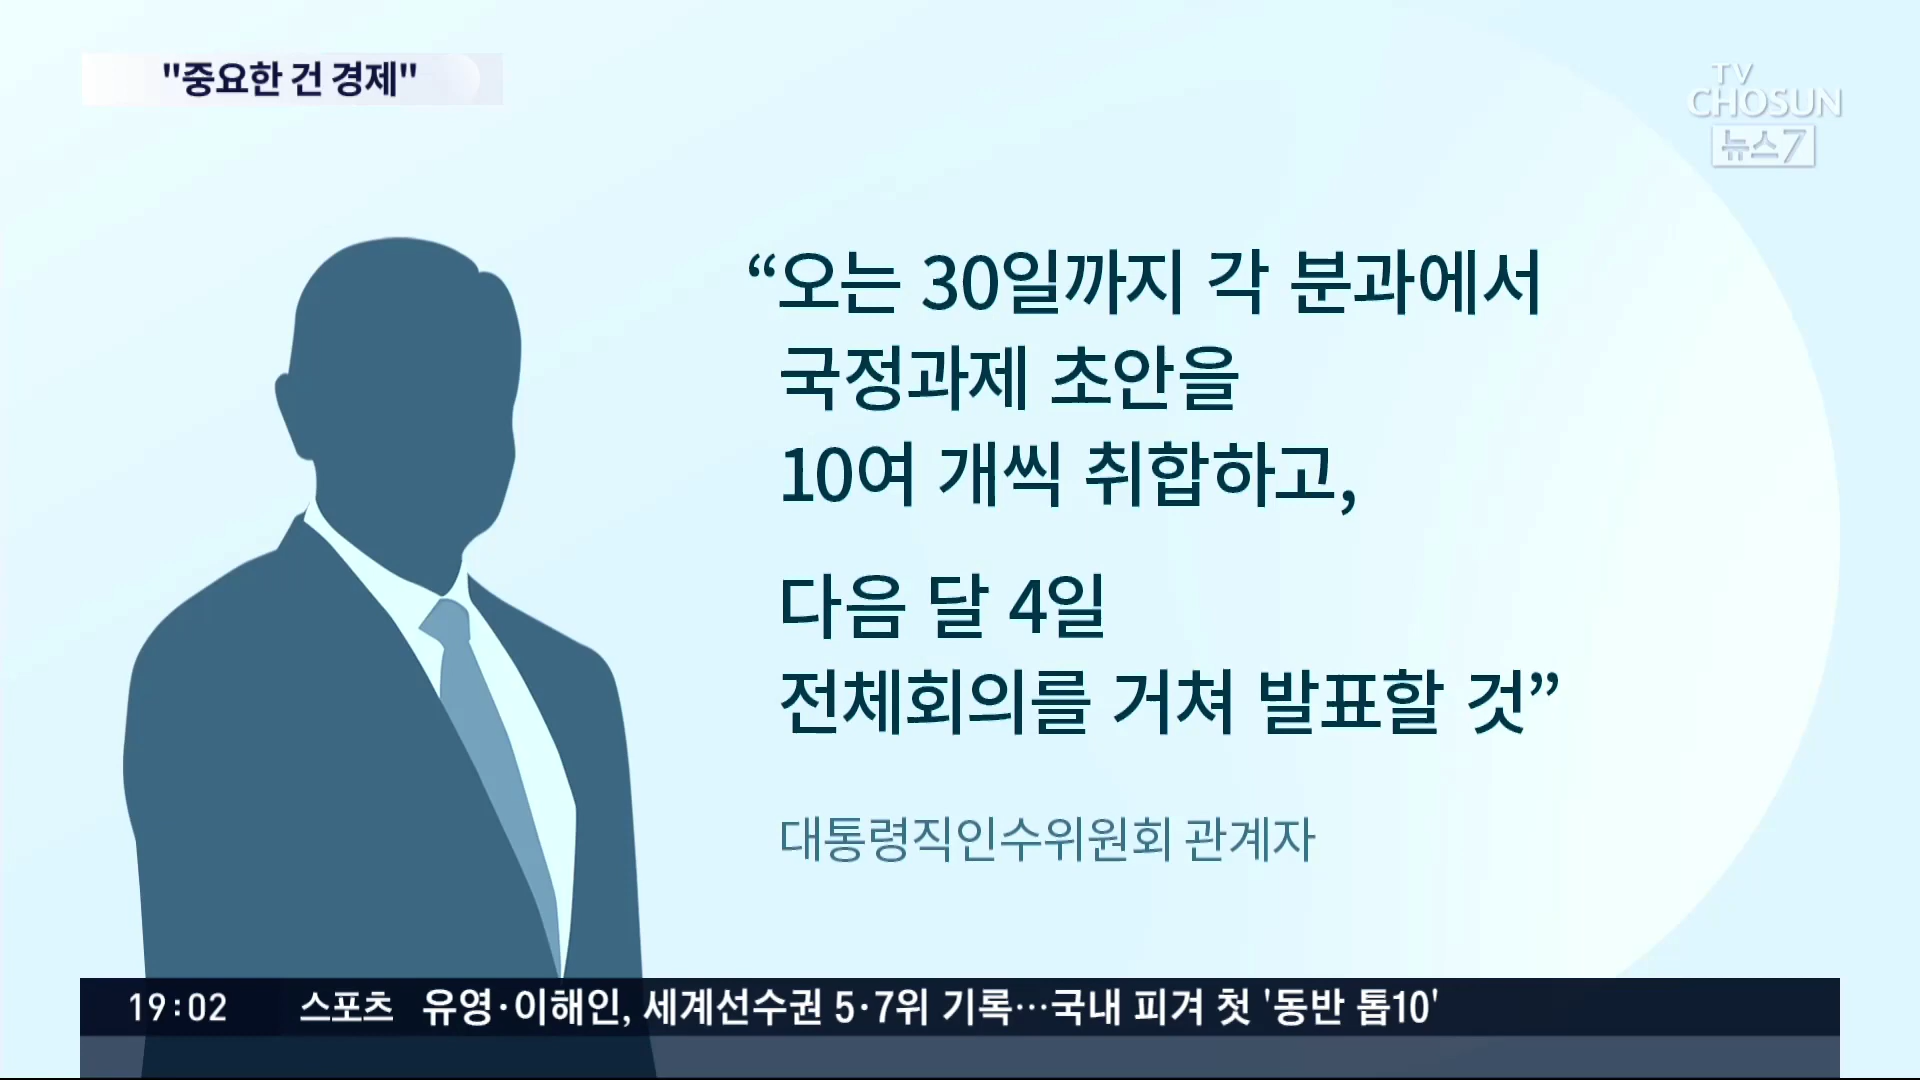 "중요한 건 경제"
TV
CHOSUN
뉴스7
“오는 30일까지 각 분과에서
국정과제 초안을
10여 개씩 취합하고,
다음 달 4일
전체회의를 거쳐 발표할 것”
대통령직인수위원회 관계자
19:02 스포츠 유영·이해인, 세계선수권 5·7위 기록…국내 피겨 첫 '동반 톱10'